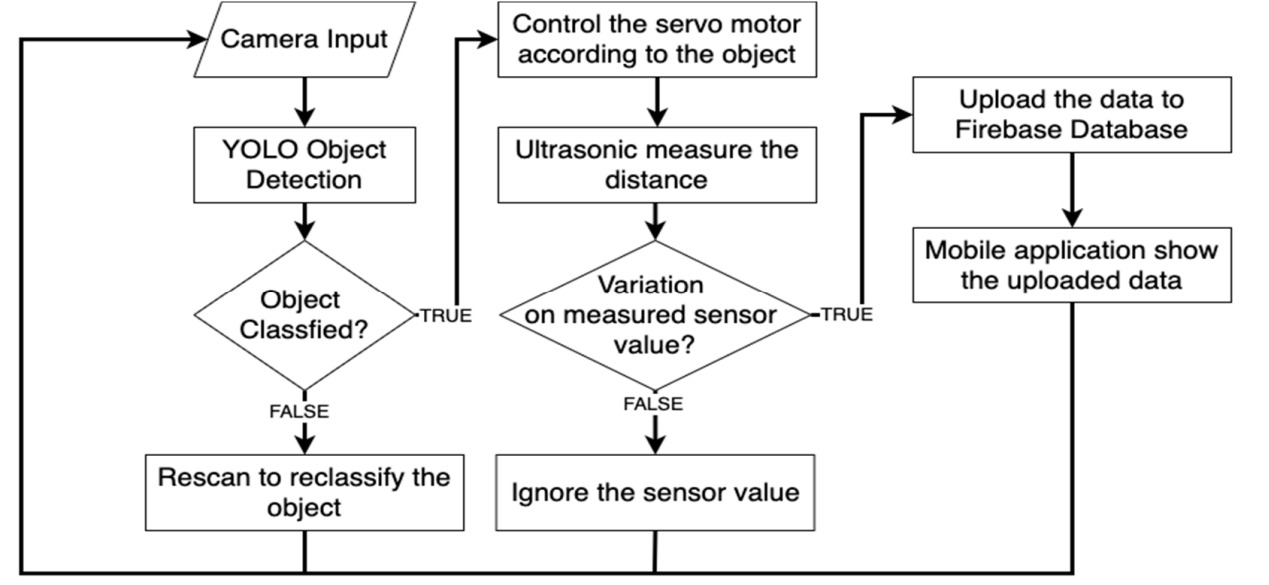 Camera Input
YOLO Object
Detection
Object
Classfied?
TRUE
FALSE
Rescan to reclassify the
object
Control the servo motor
according to the object
Ultrasonic measure the
distance
Variation
on measured sensor
value?
TRUE
FALSE
Ignore the sensor value
Upload the data to
Firebase Database
Mobile application show
the uploaded data